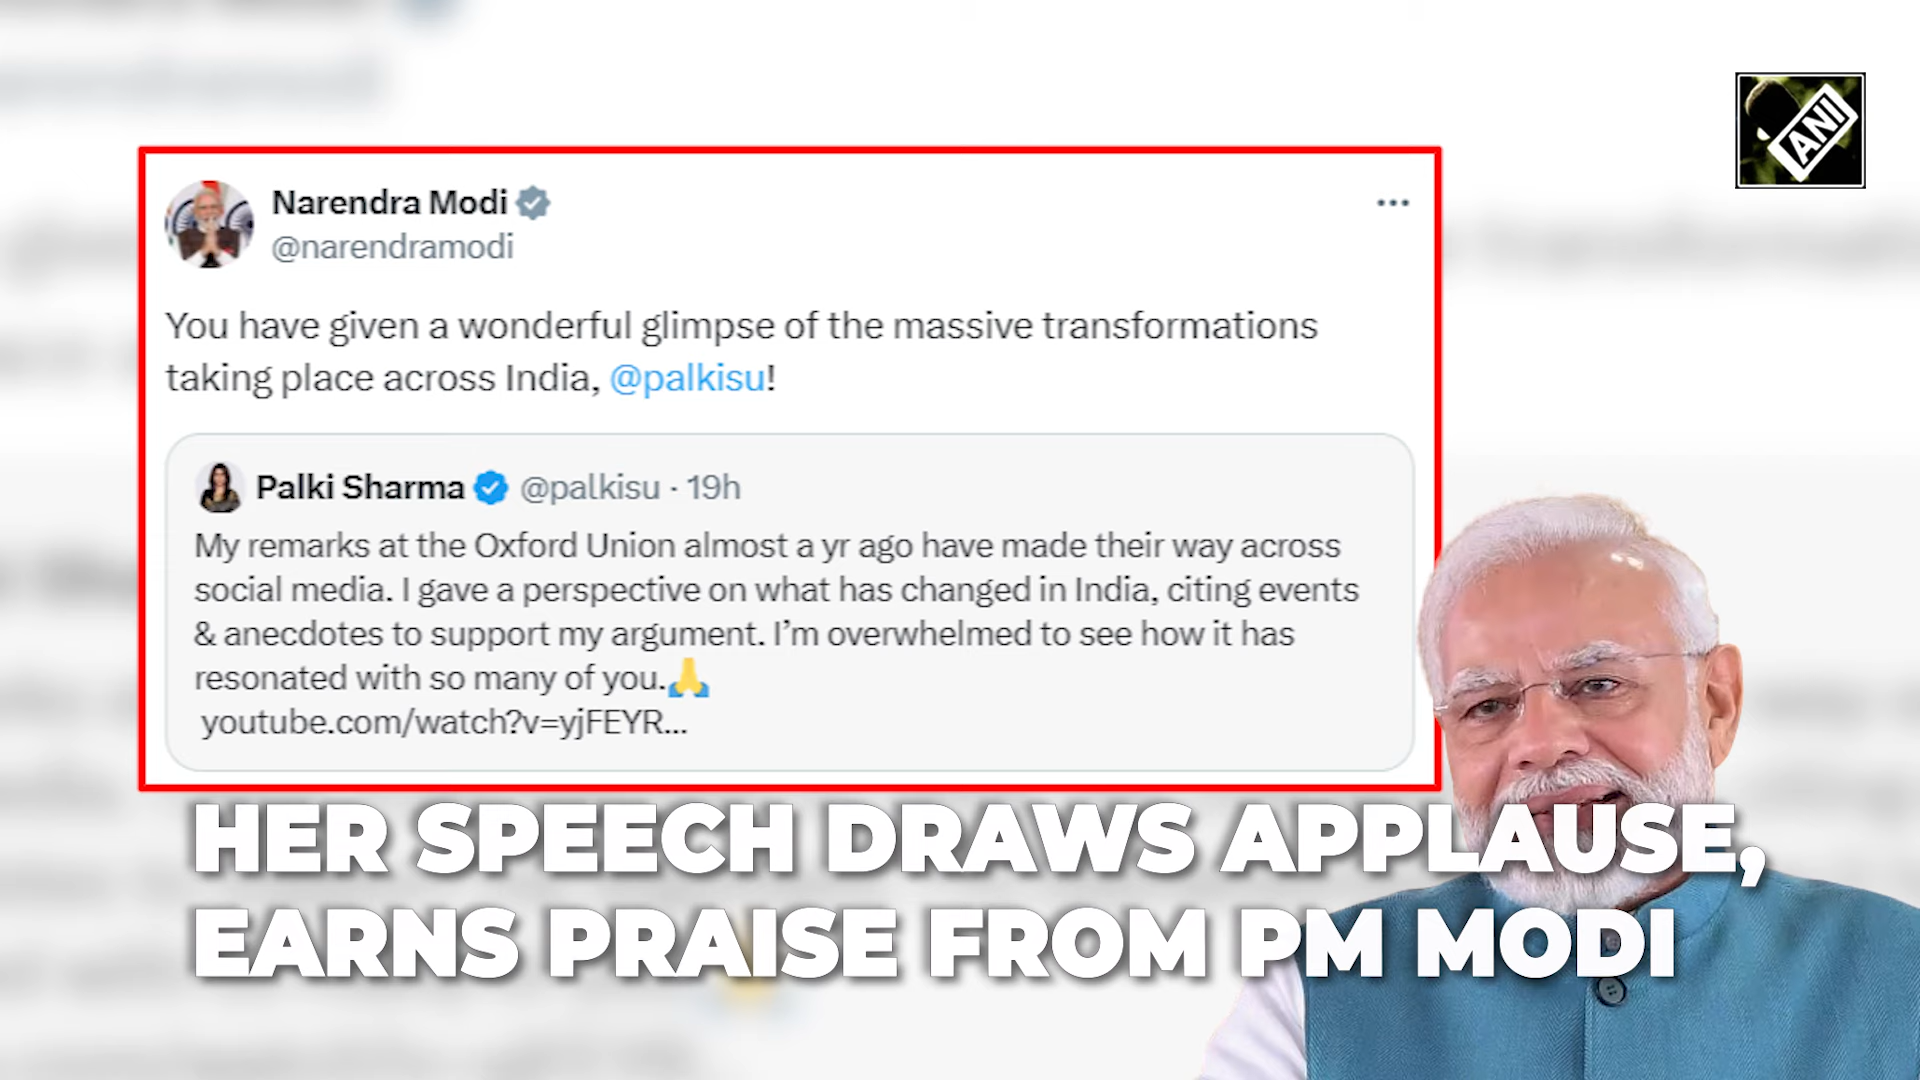 ANI
Narendra Modi
@narendramodi
You have given a wonderful glimpse of the massive transformations
taking place across India, @palkisu!
Palki Sharma @palkisu · 19h
My remarks at the Oxford Union almost a yr ago have made their way across
social media. I gave a perspective on what has changed in India, citing events
& anecdotes to support my argument. I’m overwhelmed to see how it has
resonated with so many of you.🙏
youtube.com/watch?v=yjFEYR...
HER SPEECH DRAWS APPLAUSE,
EARNS PRAISE FROM PM MODI